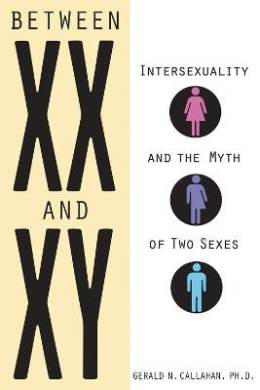 BETWEEN
XX
AND
XY
INTERSEXUALITY
AND THE MYTH
OF TWO SEXES
GERALD N. CALLAHAN, PH.D.